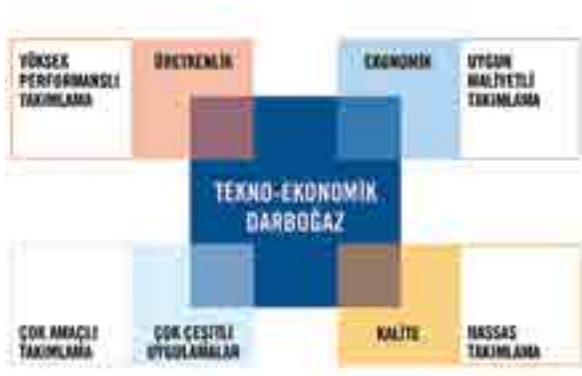 YÜKSEK
PERFORMANSLI
TAKIMLAMA
ÜRETKENLİK
EKONOMİK
UYGUN
MALİYETLİ
TAKIMLAMA
TEKNO-EKONOMİK
DARBOĞAZ
ÇOK AMAÇLI
TAKIMLAMA
ÇOK ÇEŞİTLİ
UYGULAMALAR
KALİTE
HASSAS
TAKIMLAMA